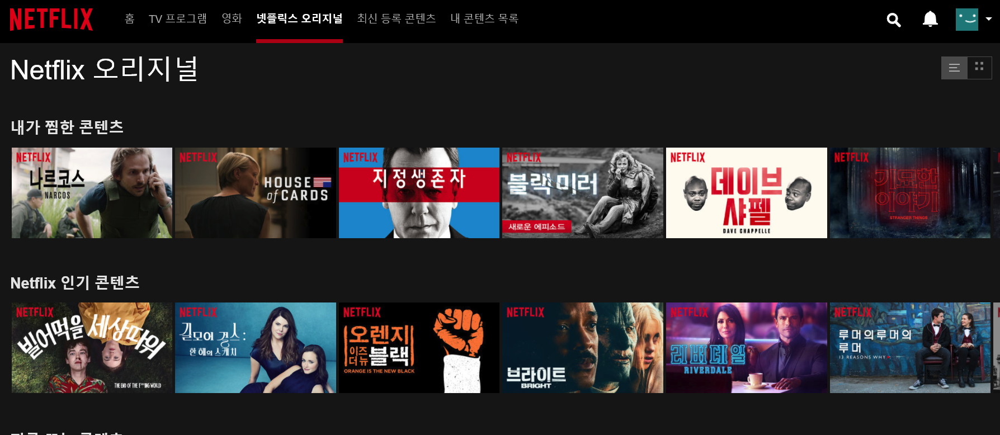 NETFLIX
홈 TV 프로그램 영화 넷플릭스 오리지널 최신 등록 콘텐츠 내 콘텐츠 목록
Netflix 오리지널
내가 찜한 콘텐츠
NETFLIX
나르코스
NARCOS
NETFLIX
HOUSE
of CARDS
NETFLIX
지정생존자
NETFLIX
블랙 미러
새로운 에피소드
NETFLIX
데이브
샤펠
DAVE CHAPPELLE
NETFLIX
기묘한
이야기
STRANGER THINGS
Netflix 인기 콘텐츠
NETFLIX
빌어먹을 세상따위
THE END OF THE F***ING WORLD
NETFLIX
길모어 걸스:
한 해의 스케치
NETFLIX
오렌지
이즈
더 뉴
블랙
ORANGE IS THE NEW BLACK
NETFLIX
브라이트
BRIGHT
NETFLIX
리버데일
RIVERDALE
NETFLIX
루머의루머의
루머
13 REASONS WHY